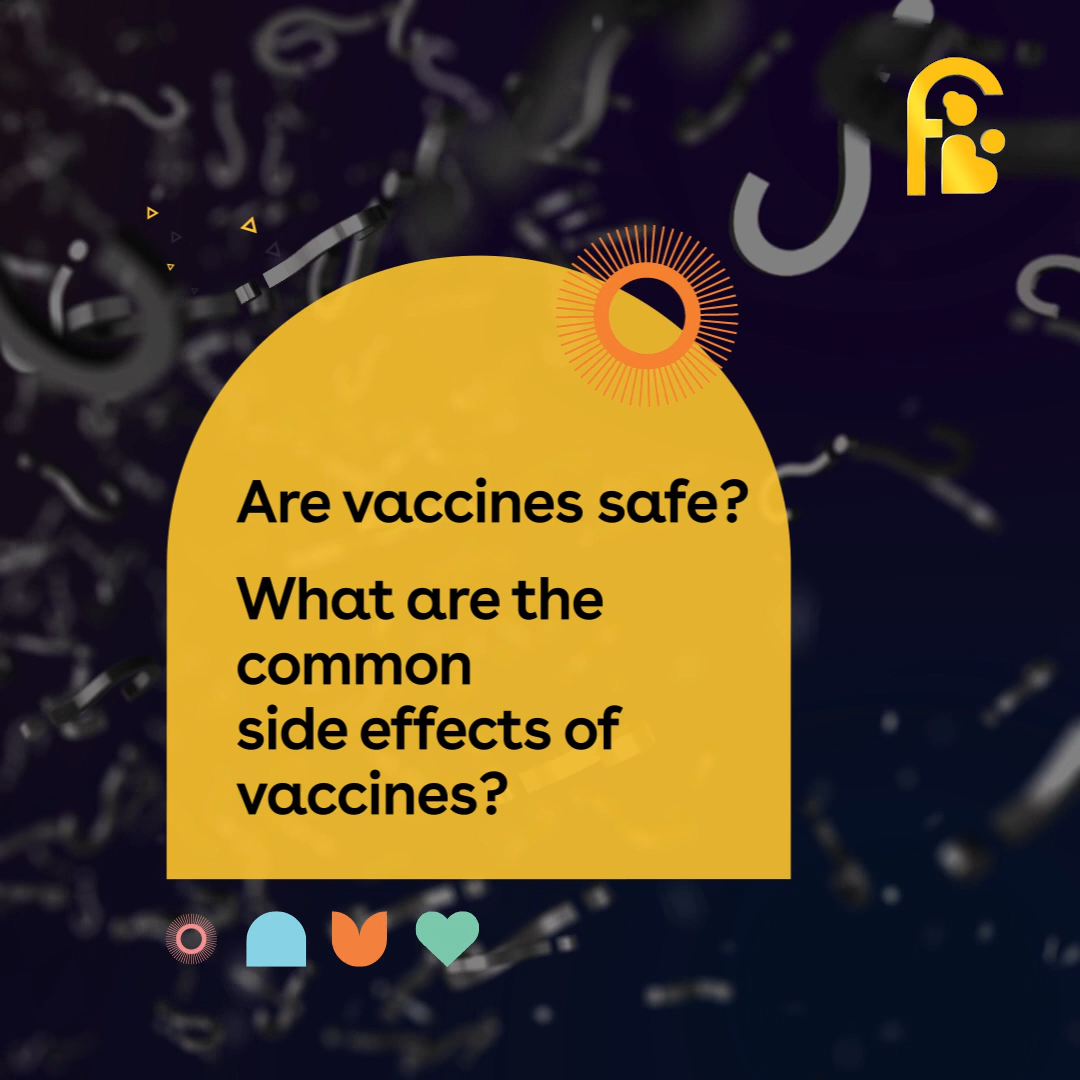 Are vaccines safe?
What are the
common
side effects of
vaccines?